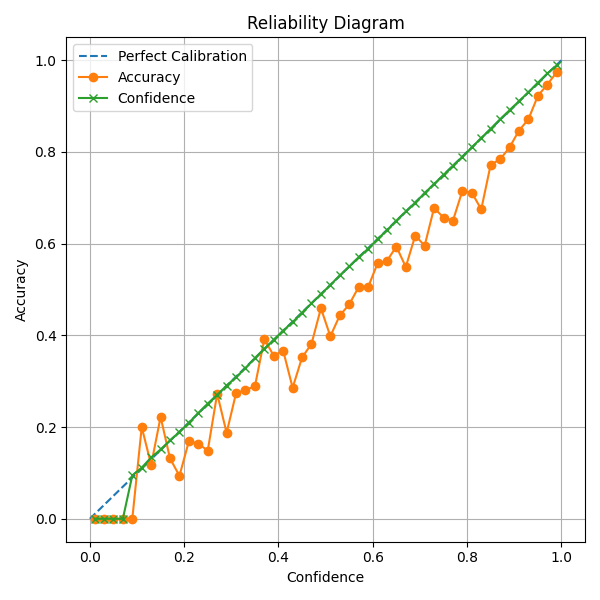 Reliability Diagram
Perfect Calibration
Accuracy
Confidence
1.0
0.8
0.6
0.4
0.2
0.0
Accuracy
0.0 0.2 0.4 0.6 0.8 1.0
Confidence